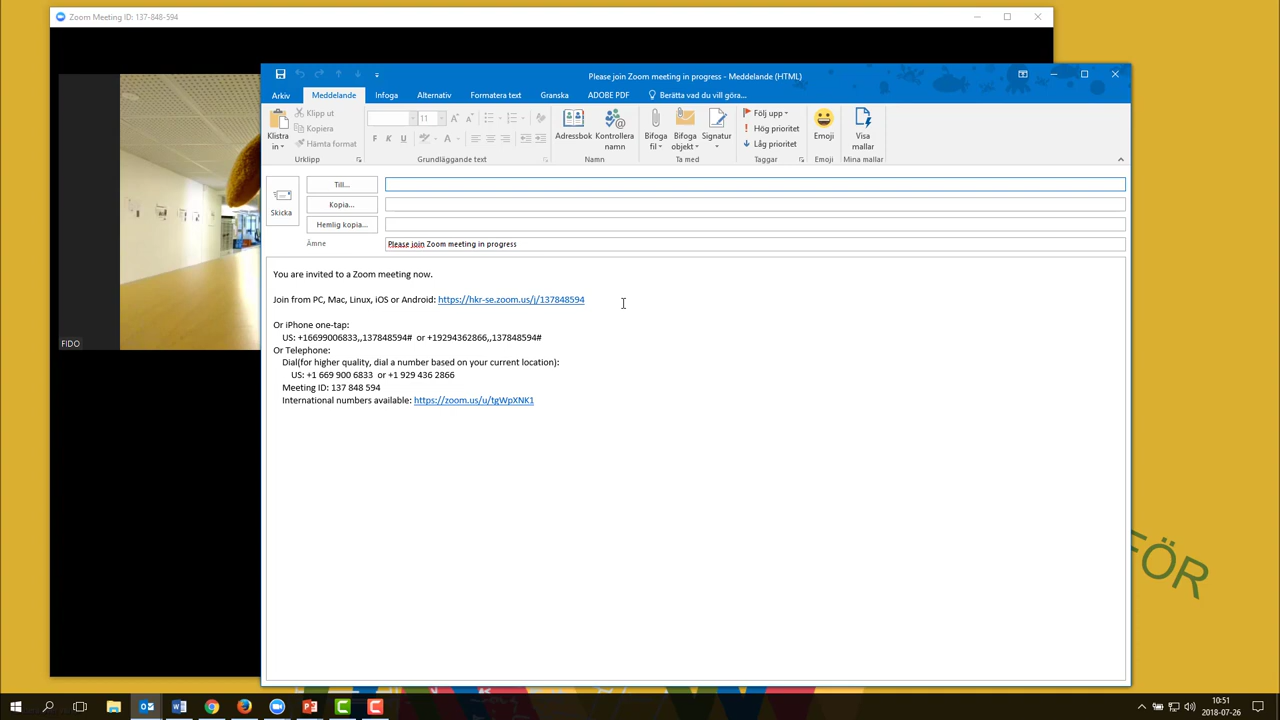 Zoom Meeting ID: 137-848-594
Please join Zoom meeting in progress - Meddelande (HTML)
Arkiv Meddelande Infoga Alternativ Formatera text Granska ADOBE PDF Berätta vad du vill göra...
Klistra in
Klipp ut
Kopiera
Hämta format
Urklipp
11
F K U
Grundläggande text
Adressbok
Kontrollera namn
Namn
Bifoga fil
Bifoga objekt
Signatur
Ta med
Följ upp
Hög prioritet
Låg prioritet
Taggar
Emoji
Emoji
Visa mallar
Mina mallar
Skicka
Till...
Kopia...
Hemlig kopia...
Ämne Please join Zoom meeting in progress
You are invited to a Zoom meeting now.
Join from PC, Mac, Linux, iOS or Android: https://hkr-se.zoom.us/j/137848594
Or iPhone one-tap:
US: +16699006833,,137848594# or +19294362866,,137848594#
Or Telephone:
Dial(for higher quality, dial a number based on your current location):
US: +1 669 900 6833 or +1 929 436 2866
Meeting ID: 137 848 594
International numbers available: https://zoom.us/u/tgWpXNK1
FIDO
FÖR
10:51
2018-07-26